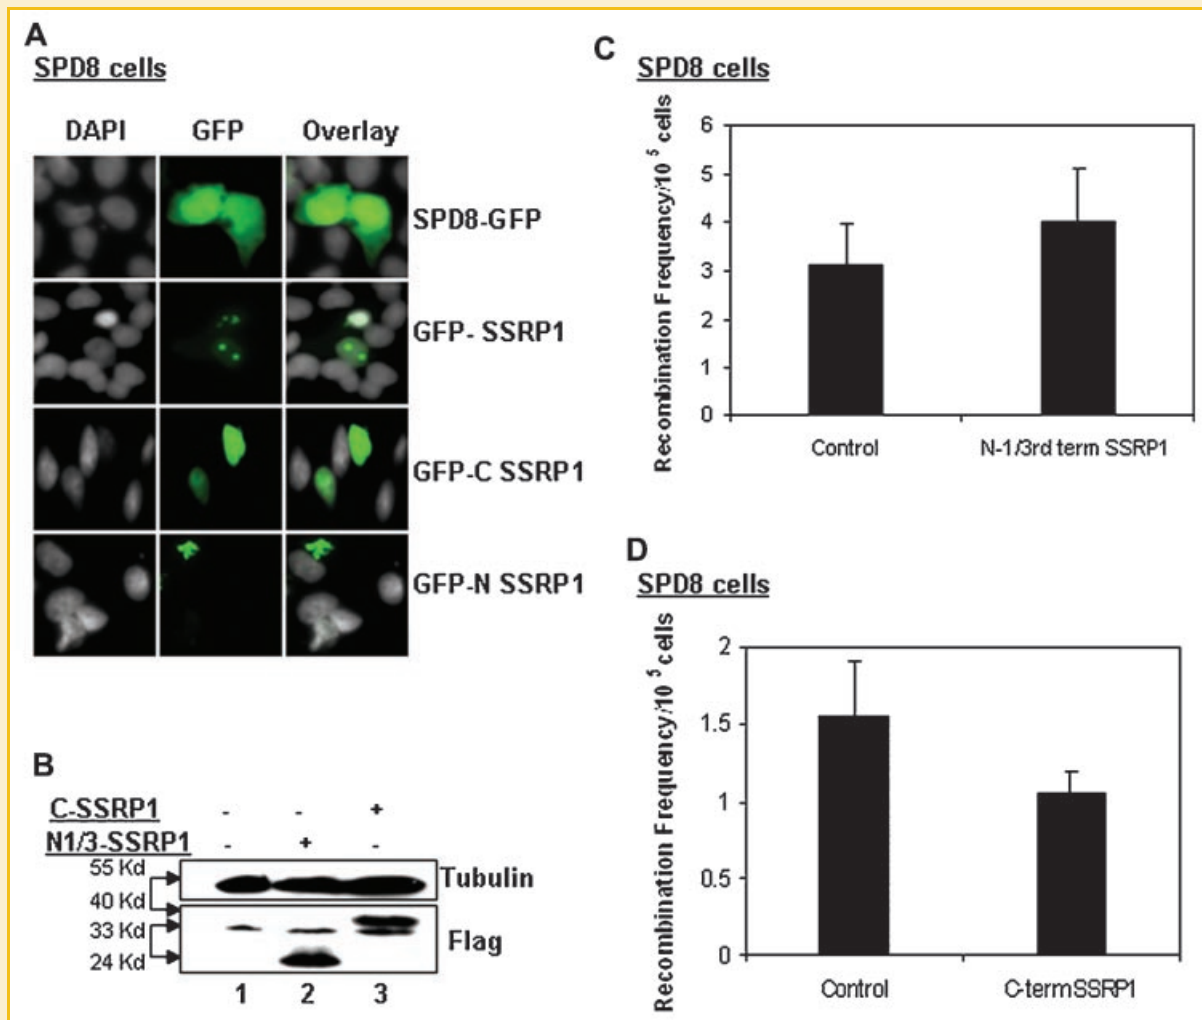 A
SPD8 cells
DAPI GFP Overlay
SPD8-GFP
GFP- SSRP1
GFP-C SSRP1
GFP-N SSRP1
B
C-SSRP1 - - +
N1/3-SSRP1 - + -
55 Kd
40 Kd
33 Kd
24 Kd
Tubulin
Flag
1 2 3
C
SPD8 cells
Recombination Frequency/10 5 cells
6
5
4
3
2
1
0
Control N-1/3rd term SSRP1
D
SPD8 cells
Recombination Frequency/10 5 cells
2
1.5
1
0.5
0
Control C-termSSRP1